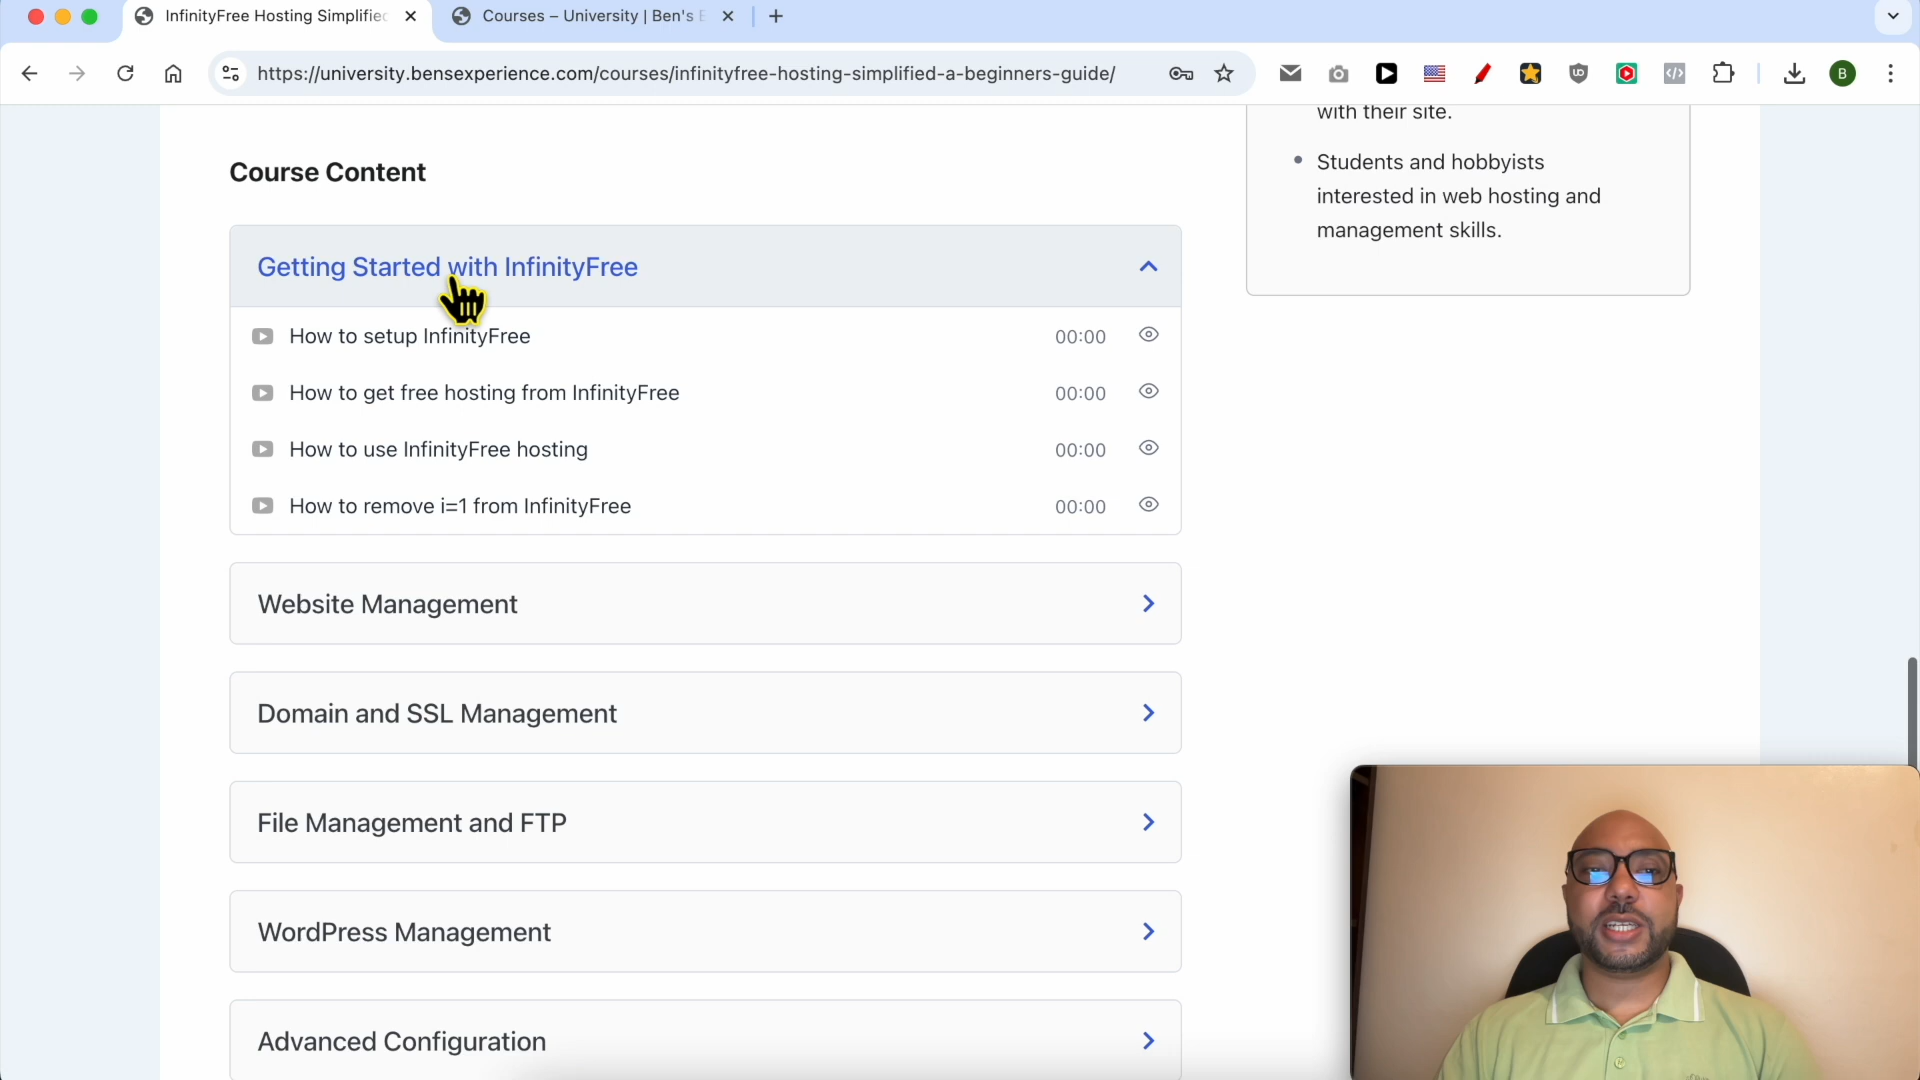 InfinityFree Hosting Simplified
Courses – University | Ben's E
https://university.bensexperience.com/courses/infinityfree-hosting-simplified-a-beginners-guide/
B
with their site.
Students and hobbyists
interested in web hosting and
management skills.
Course Content
Getting Started with InfinityFree
How to setup InfinityFree 00:00
How to get free hosting from InfinityFree 00:00
How to use InfinityFree hosting 00:00
How to remove i=1 from InfinityFree 00:00
Website Management
Domain and SSL Management
File Management and FTP
WordPress Management
Advanced Configuration